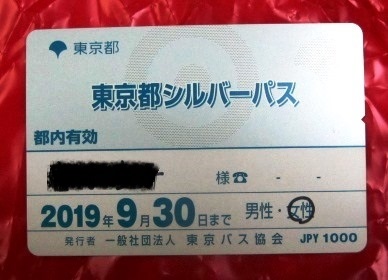 東京都
東京都シルバーパス
都内有効
様☎ - -
2019年9月30日まで 男性・女性
発行者 一般社団法人 東京バス協会 JPY 1000